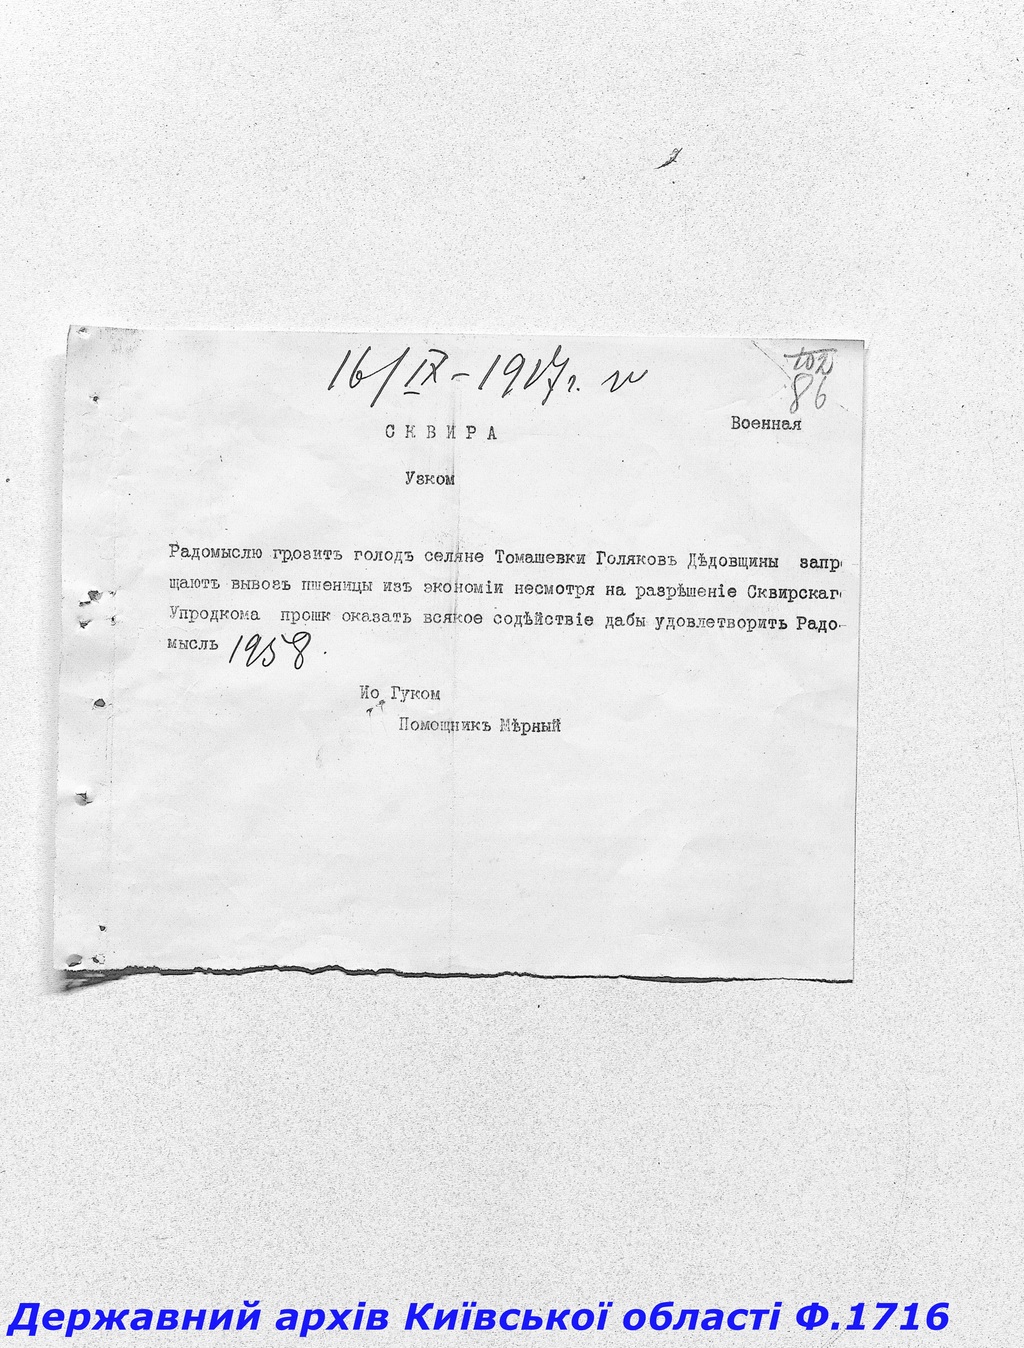 16/IX - 1917 г.
102
86
СКВИРА
Военная
Узком
Радомыслю грозитъ голодъ селяне Томашевки Голяковъ Дѣдовщины запр
щаютъ вывозъ пшеницы изъ экономіи несмотря на разрѣшеніе Сквирскаг
Упродкома прошк оказать всякое содѣйствіе дабы удовлетворить Радо-
мысль 1958.
Ио Гуком
Помощникъ Мѣрный
Державний архів Київської області Ф.1716